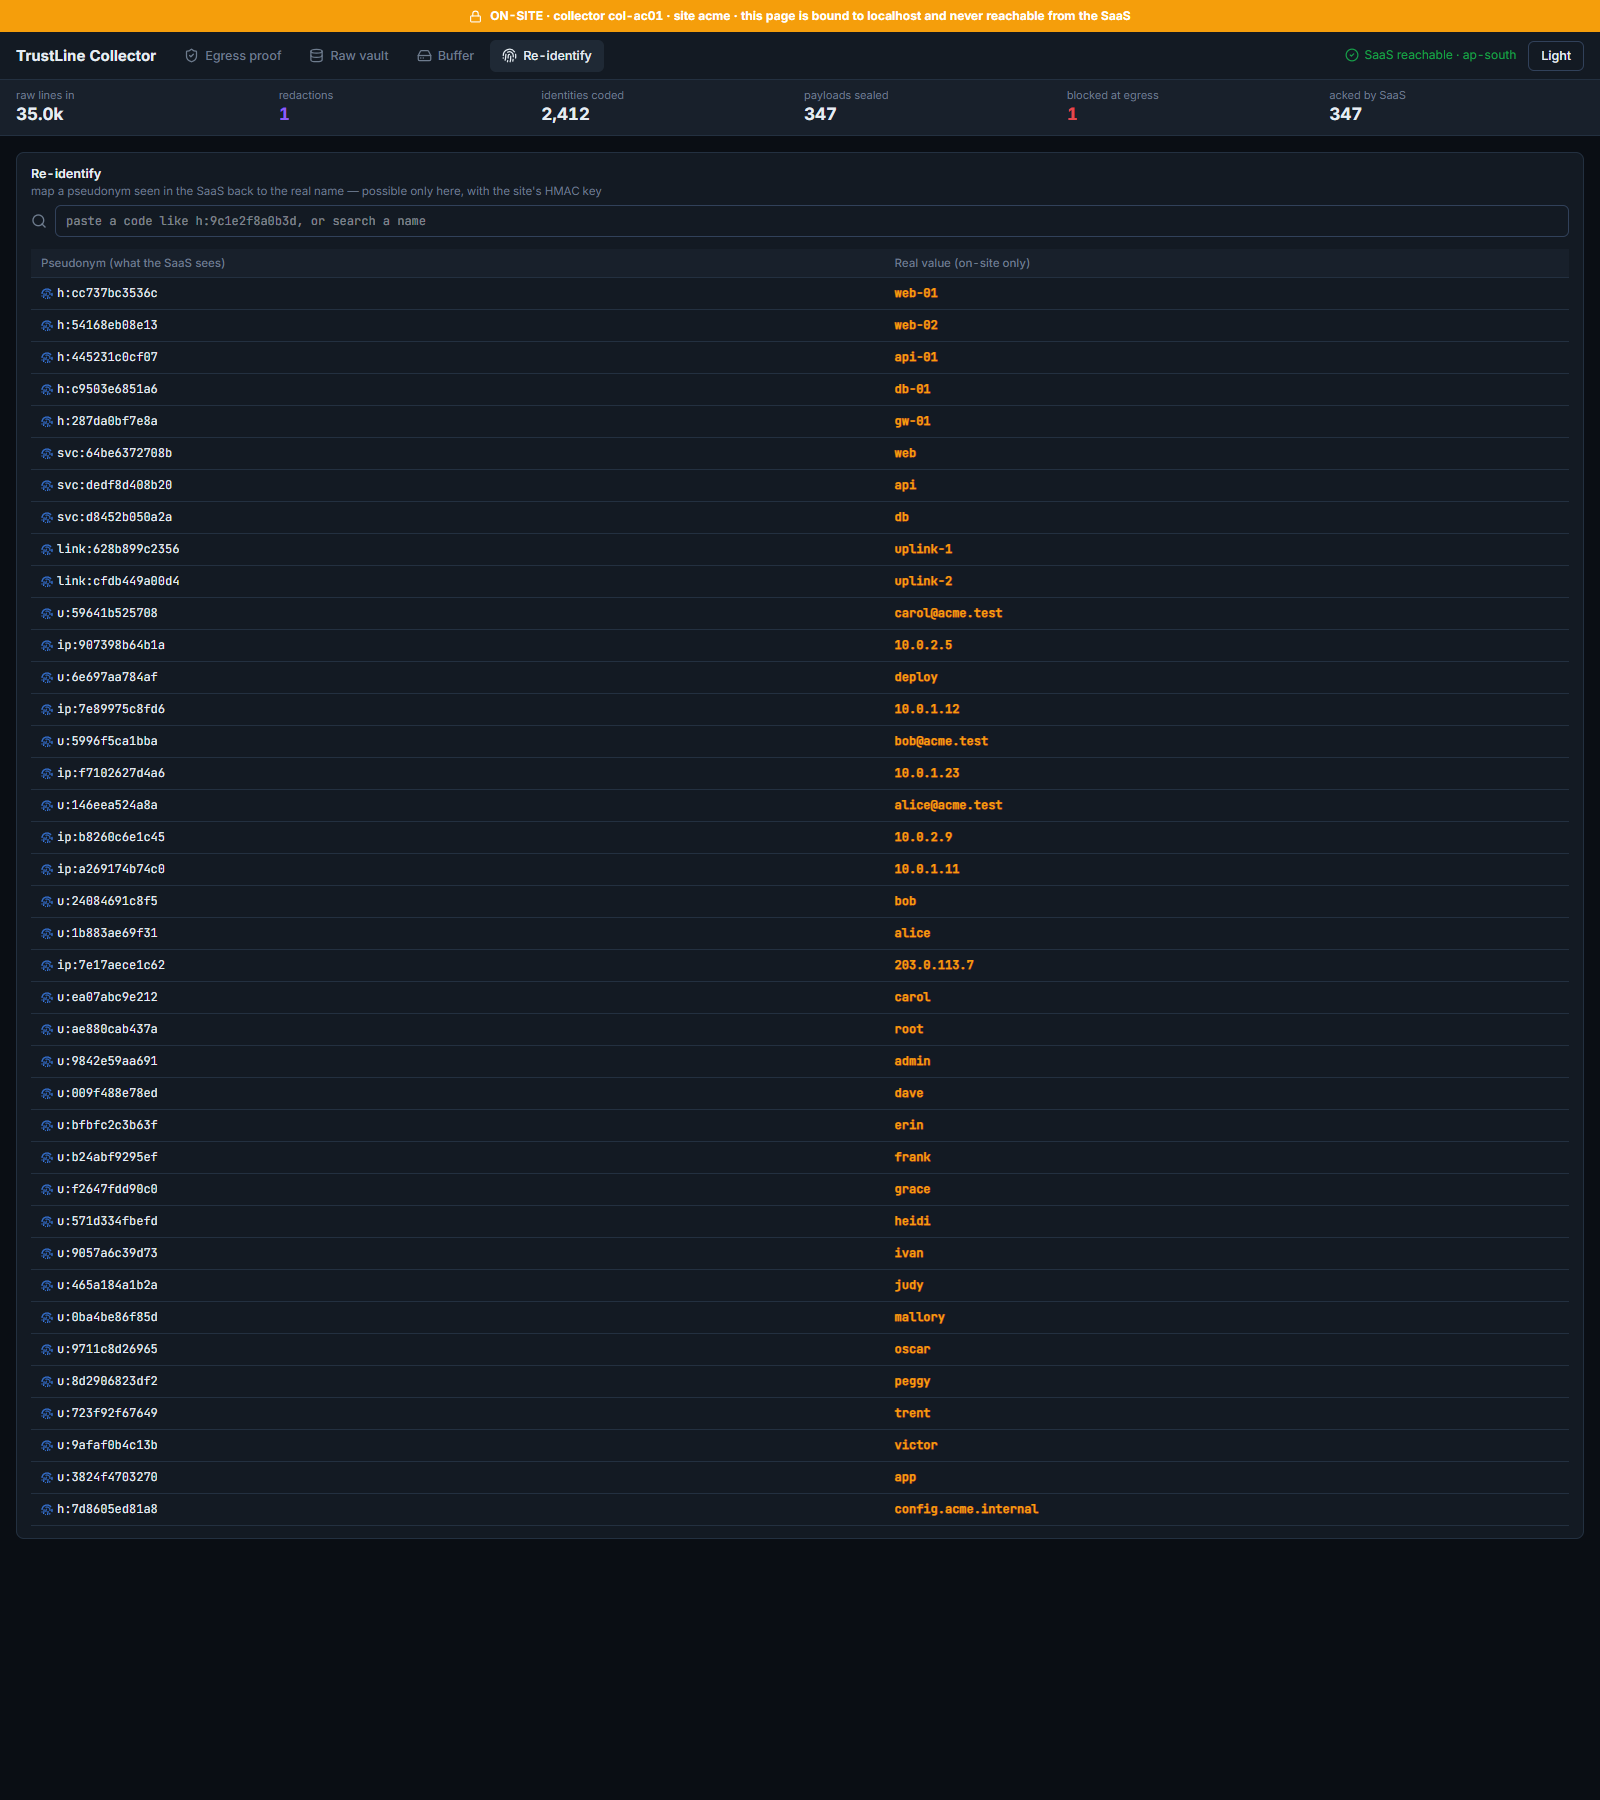 ON-SITE · collector col-ac01 · site acme · this page is bound to localhost and never reachable from the SaaS
TrustLine Collector Egress proof Raw vault Buffer Re-identify SaaS reachable · ap-south Light
raw lines in redactions identities coded payloads sealed blocked at egress acked by SaaS
35.0k 1 2,412 347 1 347
Re-identify
map a pseudonym seen in the SaaS back to the real name — possible only here, with the site's HMAC key
paste a code like h:9c1e2f8a0b3d, or search a name
Pseudonym (what the SaaS sees) Real value (on-site only)
h:cc737bc3536c web-01
h:54168eb08e13 web-02
h:445231c0cf07 api-01
h:c9503e6851a6 db-01
h:287da0bf7e8a gw-01
svc:64be6372708b web
svc:dedf8d408b20 api
svc:d8452b050a2a db
link:628b899c2356 uplink-1
link:cfdb449a00d4 uplink-2
u:59641b525708 carol@acme.test
ip:907398b64b1a 10.0.2.5
u:6e697aa784af deploy
ip:7e89975c8fd6 10.0.1.12
u:5996f5ca1bba bob@acme.test
ip:f7102627d4a6 10.0.1.23
u:146eea524a8a alice@acme.test
ip:b8260c6e1c45 10.0.2.9
ip:a269174b74c0 10.0.1.11
u:24084691c8f5 bob
u:1b883ae69f31 alice
ip:7e17aece1c62 203.0.113.7
u:ea07abc9e212 carol
u:ae880cab437a root
u:9842e59aa691 admin
u:009f488e78ed dave
u:bfbfc2c3b63f erin
u:b24abf9295ef frank
u:f2647fdd90c0 grace
u:571d334fbefd heidi
u:9057a6c39d73 ivan
u:465a184a1b2a judy
u:0ba4be86f85d mallory
u:9711c8d26965 oscar
u:8d2906823df2 peggy
u:723f92f67649 trent
u:9afaf0b4c13b victor
u:3824f4703270 app
h:7d8605ed81a8 config.acme.internal